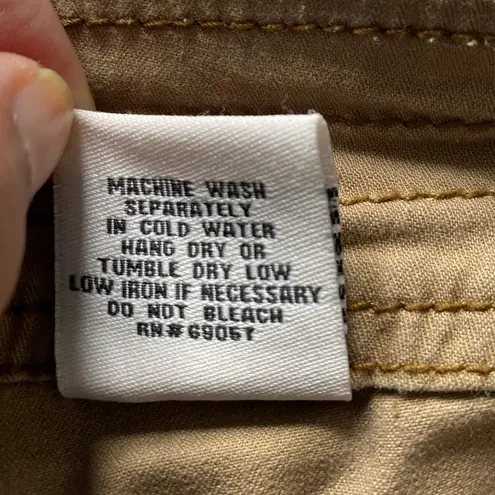 MACHINE WASH
SEPARATELY
IN COLD WATER
HANG DRY OR
TUMBLE DRY LOW
LOW IRON IF NECESSARY
DO NOT BLEACH
RN# 69057